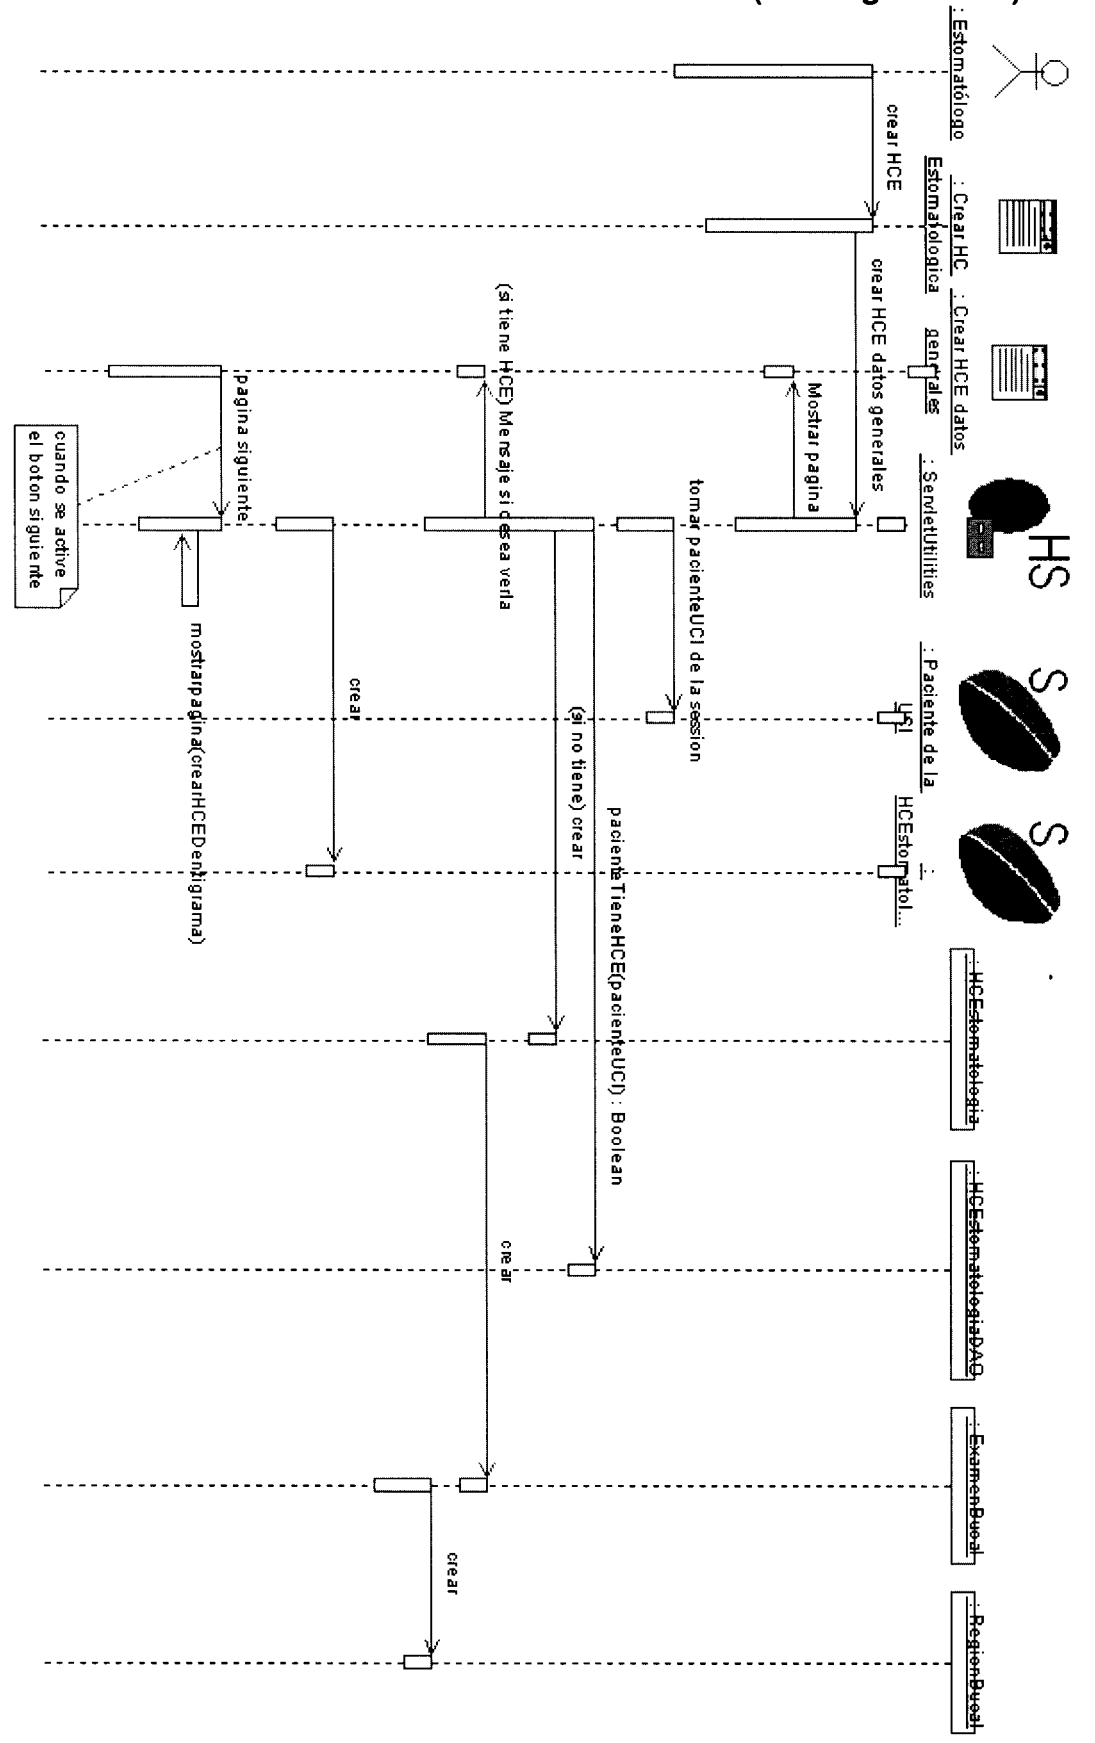 : Estomatólogo
: Crear HC
Estomatologica
: Crear HCE datos
generales
HS
: ServletUtilities
S
: Paciente de la
S
:
HCEstomatol...
: HCEstomatologia
: HCEstomatologiaDAO
: ExamenBucal
: RegionBucal
crear HCE
crear HCE datos generales
Mostrar pagina
tomar pacienteUCI de la session
pacienteTieneHCE(pacienteUCI) : Boolean
(si no tiene) crear
(si tiene HCE) Mensaje si desea verla
crear
crear
crear
pagina siguiente
mostrarpagina(crearHCEDentigrama)
cuando se active
el boton siguiente